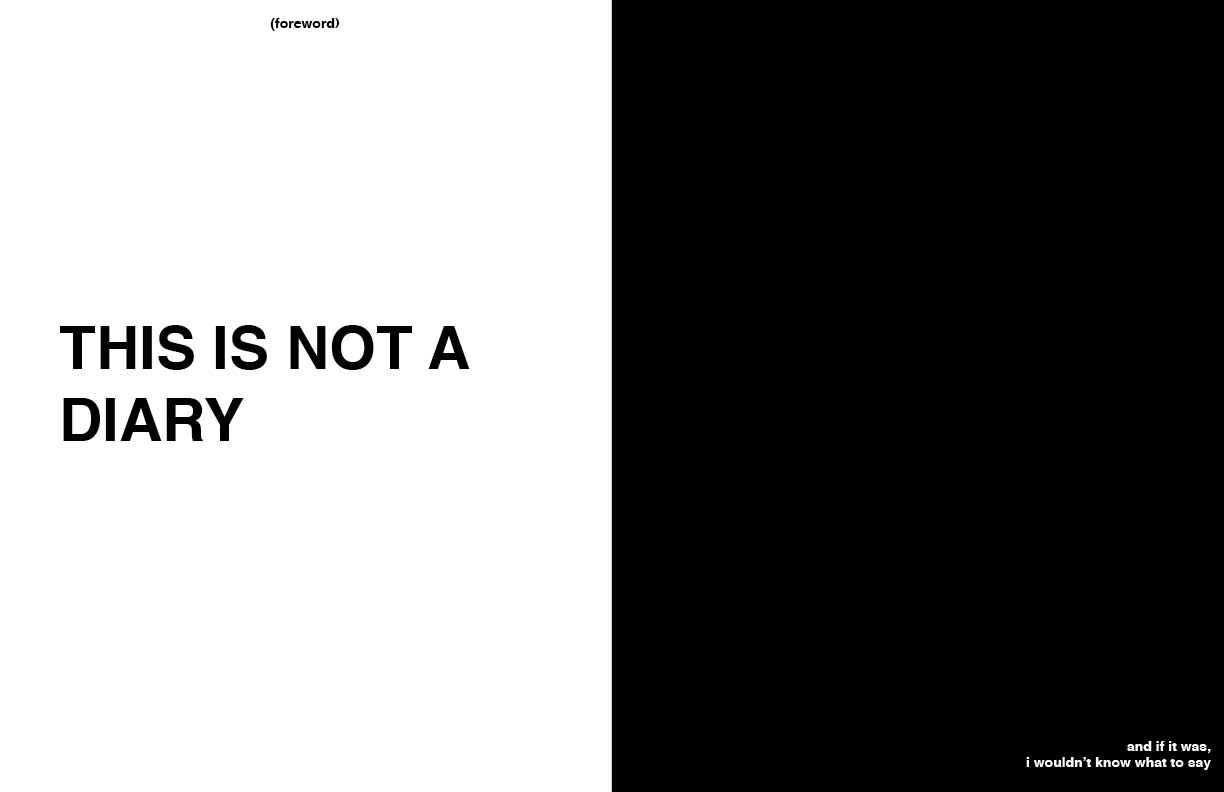 (foreword)
THIS IS NOT A
DIARY
and if it was,
i wouldn’t know what to say